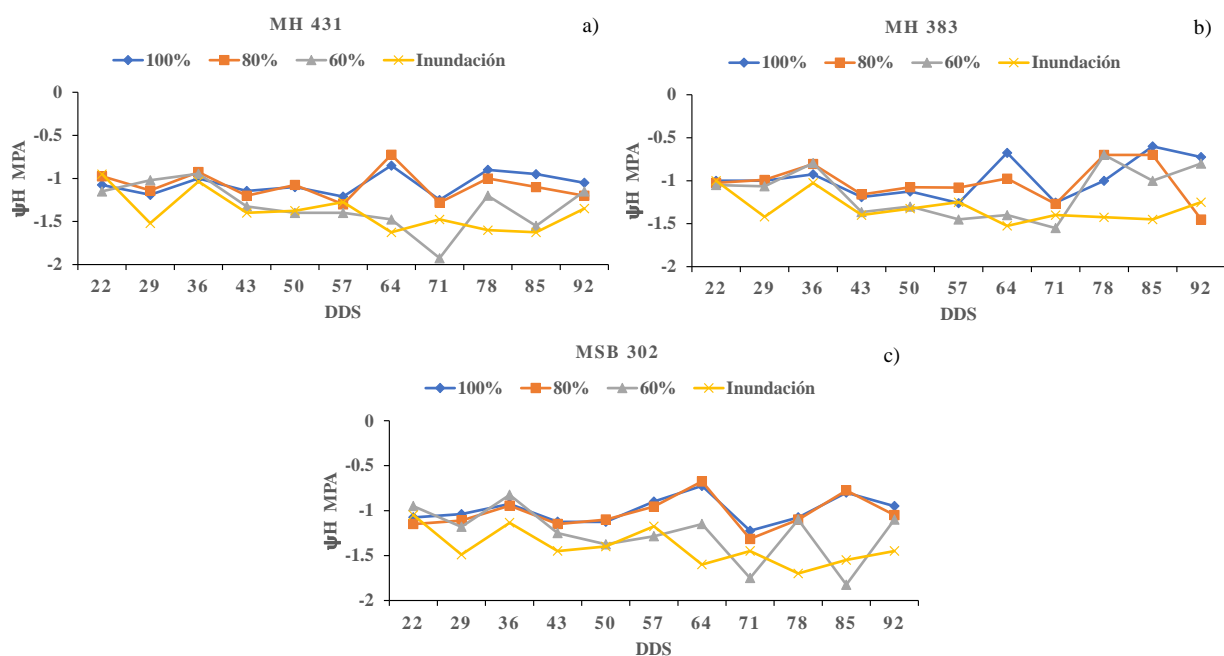 MH 431
a)
100% 80% 60% Inundación
0
-0.5
-1
-1.5
-2
ΨH MPA
22 29 36 43 50 57 64 71 78 85 92
DDS
MH 383
b)
100% 80% 60% Inundación
0
-0.5
-1
-1.5
-2
ΨH MPA
22 29 36 43 50 57 64 71 78 85 92
DDS
MSB 302
c)
100% 80% 60% Inundación
0
-0.5
-1
-1.5
-2
ΨH MPA
22 29 36 43 50 57 64 71 78 85 92
DDS